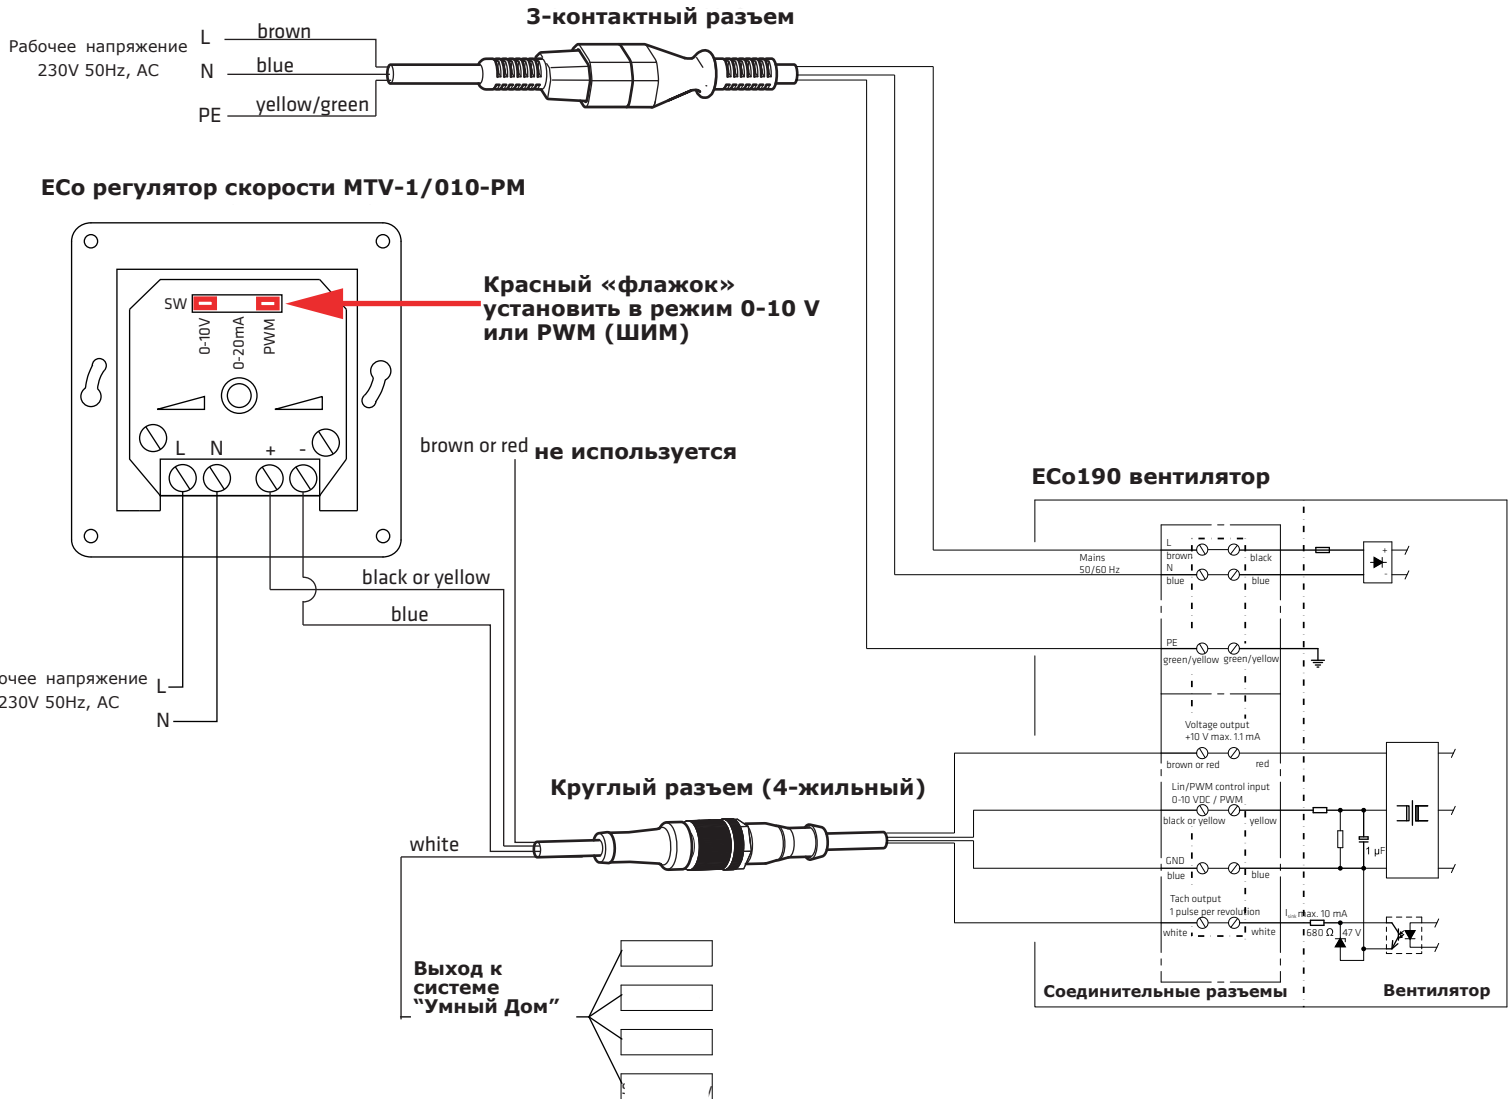 3-контактный разъем
Рабочее напряжение
230V 50Hz, AC
L
brown
N
blue
PE
yellow/green
ECo регулятор скорости MTV-1/010-PM
SW
0-10V
0-20mA
PWM
Красный «флажок»
установить в режим 0-10 V
или PWM (ШИМ)
L N + -
brown or red
не используется
black or yellow
blue
напряжение
230V 50Hz, AC
L
N
ECo190 вентилятор
Mains
50/60 Hz
L
brown
black
N
blue
blue
+
-
PE
green/yellow green/yellow
Voltage output
+10 V max. 1.1 mA
brown or red
red
Lin/PWM control input
0-10 VDC / PWM
black or yellow
yellow
1 µF
GND
blue
blue
Tach output
1 pulse per revolution
white
white
Isink max. 10 mA
680 Ω
47 V
Соединительные разъемы
Вентилятор
Круглый разъем (4-жильный)
white
Выход к
системе
“Умный Дом”